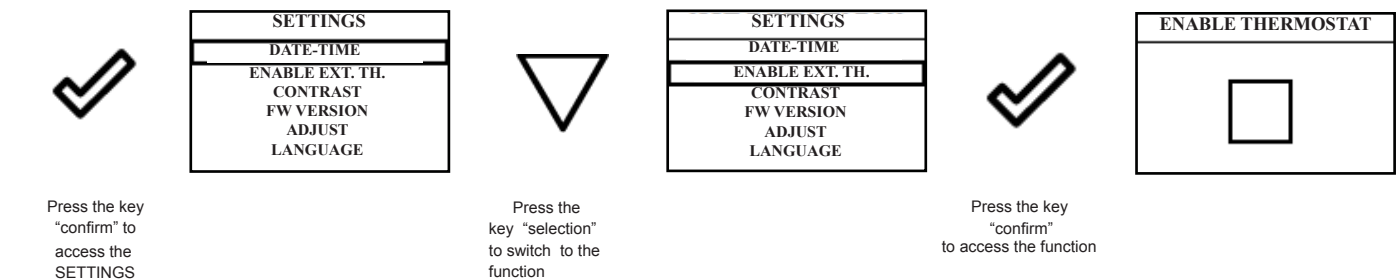 SETTINGS
DATE-TIME
ENABLE EXT. TH.
CONTRAST
FW VERSION
ADJUST
LANGUAGE
SETTINGS
DATE-TIME
ENABLE EXT. TH.
CONTRAST
FW VERSION
ADJUST
LANGUAGE
ENABLE THERMOSTAT
Press the key
“confirm” to
access the
SETTINGS
Press the
key “selection”
to switch to the
function
Press the key
“confirm”
to access the function